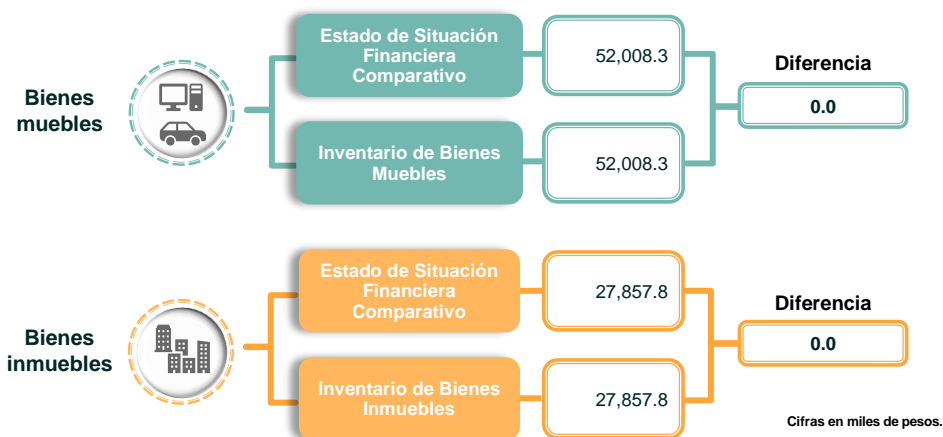 Bienes
muebles
Estado de Situación
Financiera
Comparativo
52,008.3
Inventario de Bienes
Muebles
52,008.3
Diferencia
0.0
Bienes
inmuebles
Estado de Situación
Financiera
Comparativo
27,857.8
Inventario de Bienes
Inmuebles
27,857.8
Diferencia
0.0
Cifras en miles de pesos.